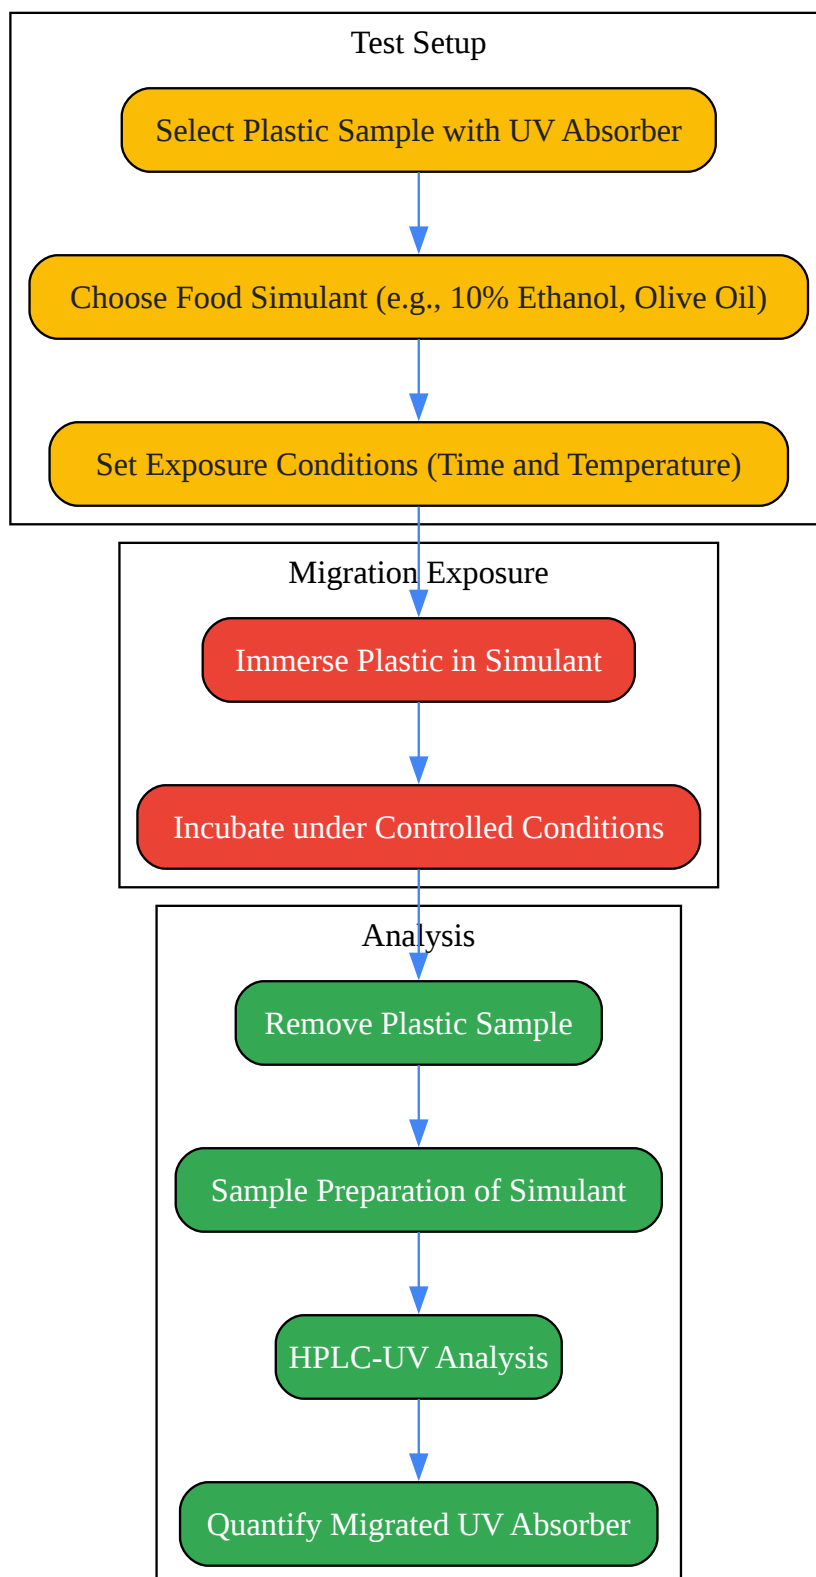 Test Setup
Select Plastic Sample with UV Absorber
Choose Food Simulant (e.g., 10% Ethanol, Olive Oil)
Set Exposure Conditions (Time and Temperature)
Migration Exposure
Immerse Plastic in Simulant
Incubate under Controlled Conditions
Analysis
Remove Plastic Sample
Sample Preparation of Simulant
HPLC-UV Analysis
Quantify Migrated UV Absorber